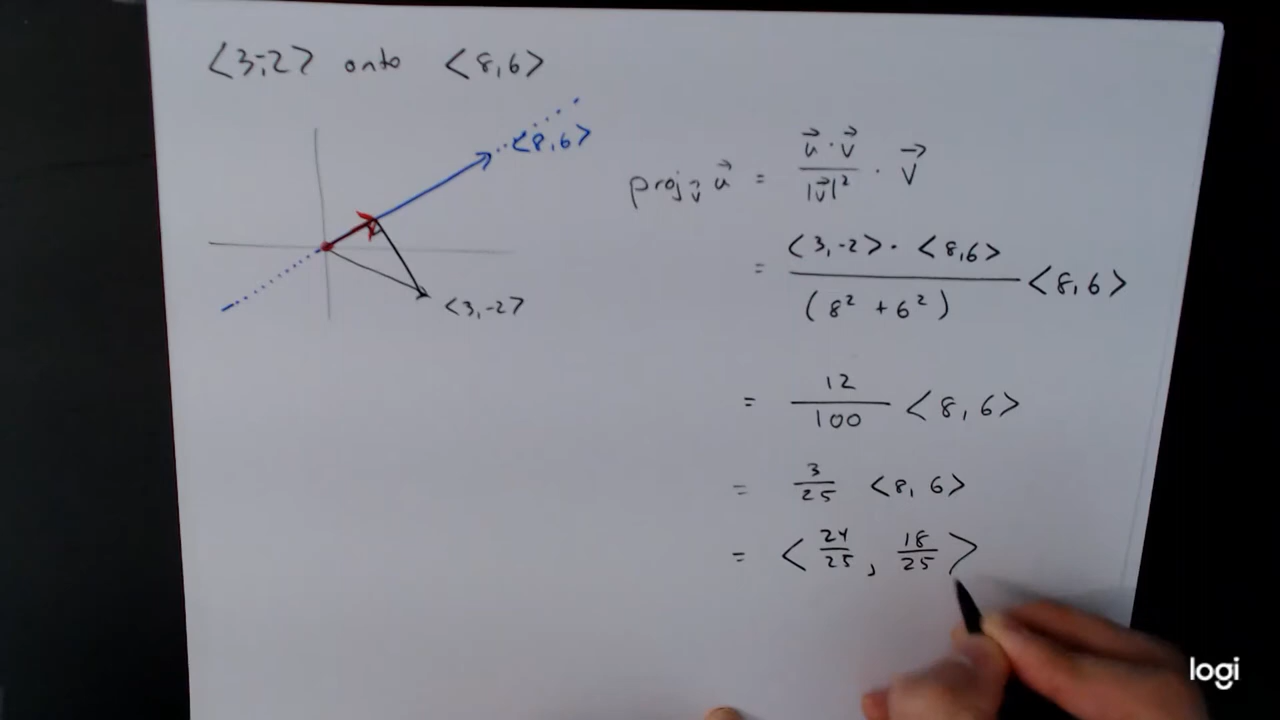 <3,-2> onto <8,6>
<8,6>
<3,-2>
proj_v⃗ u⃗ = (u⃗ · v⃗)/|v⃗|² · v⃗
= (<3,-2> · <8,6>)/(8² + 6²) <8,6>
= 12/100 <8,6>
= 3/25 <8,6>
= <24/25, 18/25>
logi